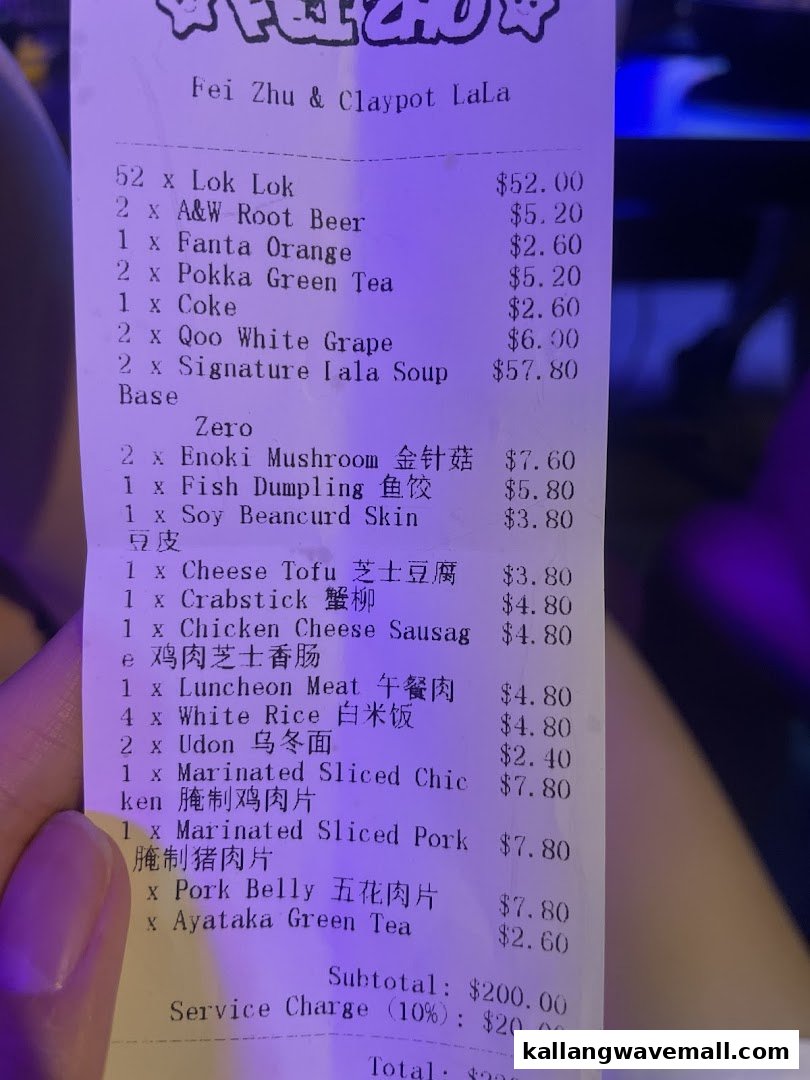 FEI ZHU
Fei Zhu & Claypot LaLa
52 x Lok Lok $52.00
2 x A&W Root Beer $5.20
1 x Fanta Orange $2.60
2 x Pokka Green Tea $5.20
1 x Coke $2.60
2 x Qoo White Grape $6.00
2 x Signature Lala Soup $57.80
Base
Zero
2 x Enoki Mushroom 金针菇 $7.60
1 x Fish Dumpling 鱼饺 $5.80
1 x Soy Beancurd Skin $3.80
豆皮
1 x Cheese Tofu 芝士豆腐 $3.80
1 x Crabstick 蟹柳 $4.80
1 x Chicken Cheese Sausag $4.80
e 鸡肉芝士香肠
1 x Luncheon Meat 午餐肉 $4.80
4 x White Rice 白米饭 $4.80
2 x Udon 乌冬面 $2.40
1 x Marinated Sliced Chic $7.80
ken 腌制鸡肉片
1 x Marinated Sliced Pork $7.80
腌制猪肉片
x Pork Belly 五花肉片 $7.80
x Ayataka Green Tea $2.60
Subtotal: $200.00
Service Charge (10%): $20
Total:
kallangwavemall.com